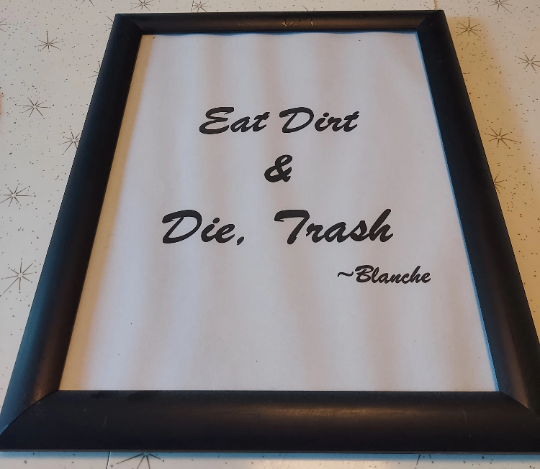 Eat Dirt
&
Die, Trash
~Blanche